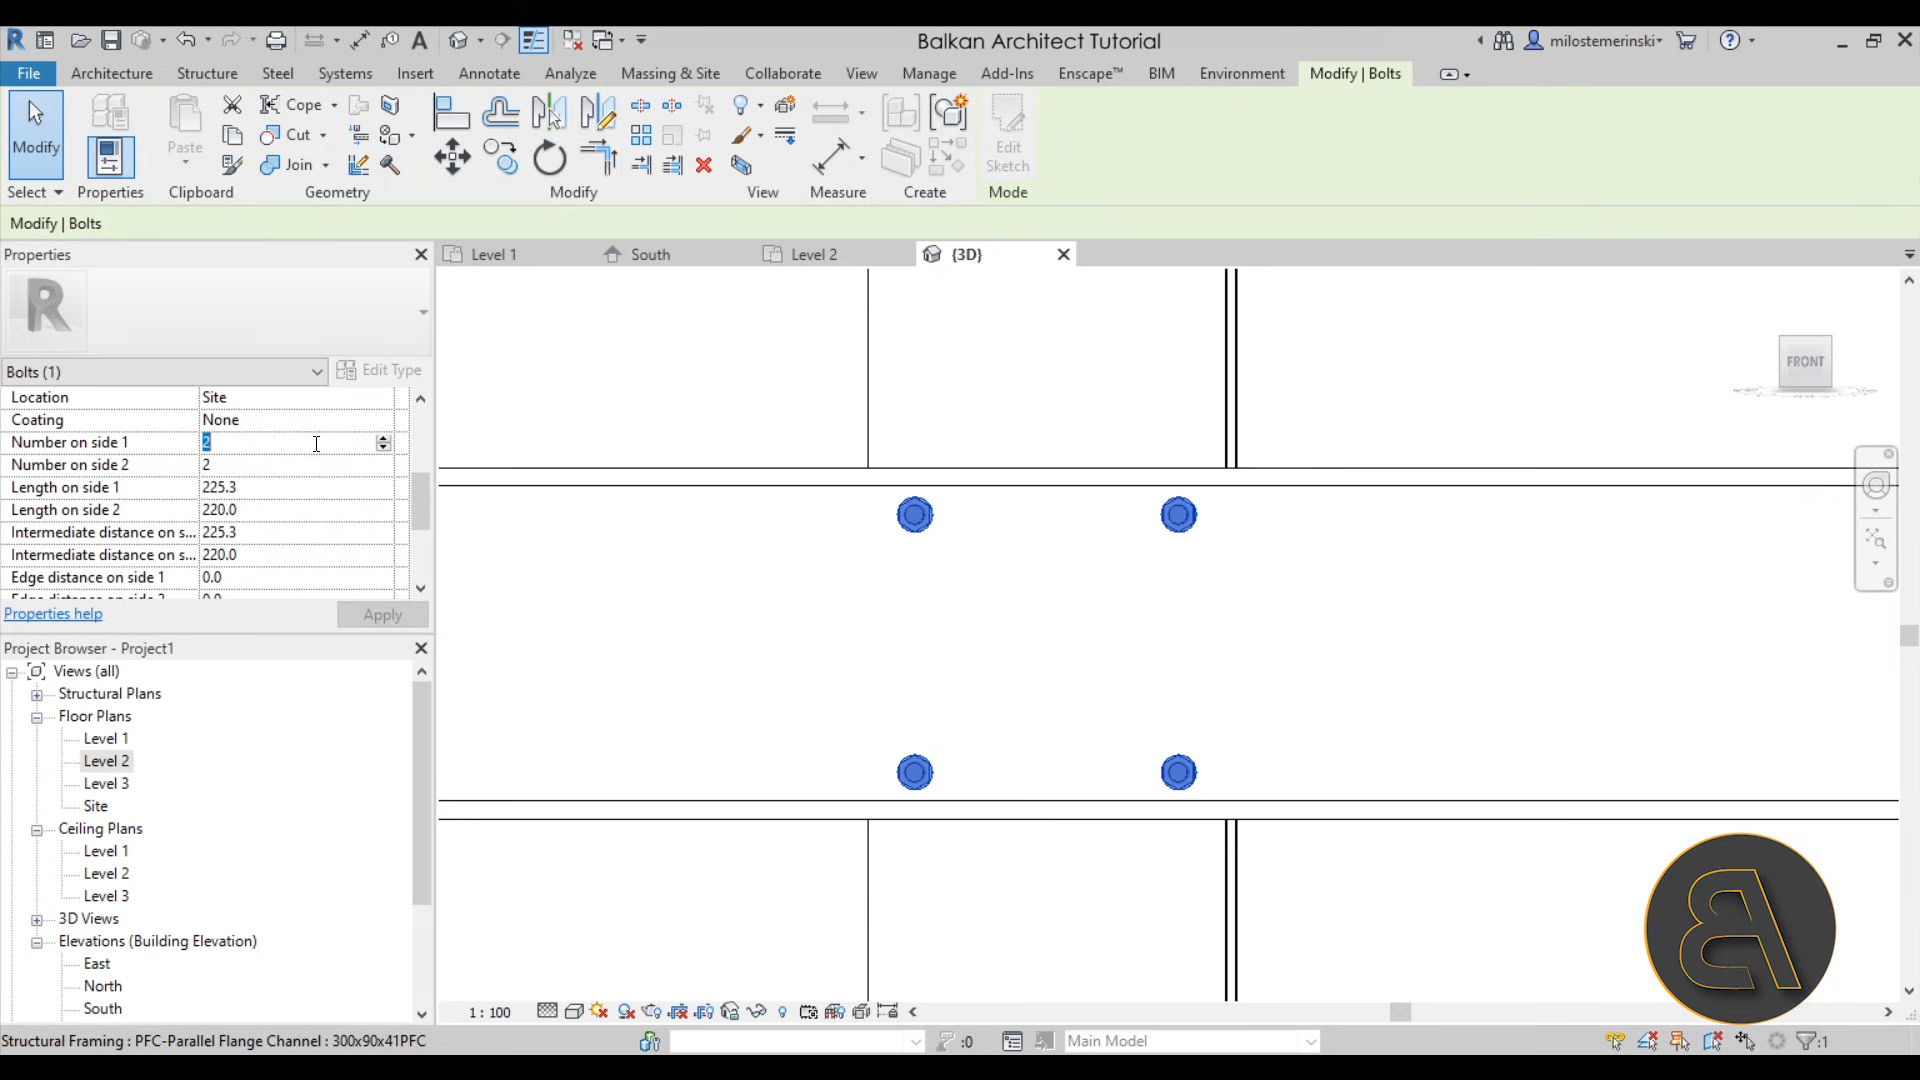 Balkan Architect Tutorial
milostemerinski
File Architecture Structure Steel Systems Insert Annotate Analyze Massing & Site Collaborate View Manage Add-Ins Enscape™ BIM Environment Modify | Bolts
Modify
Paste
Cope
Cut
Join
Edit
Sketch
Select Properties Clipboard Geometry Modify View Measure Create Mode
Modify | Bolts
Properties
Level 1 South Level 2 {3D}
R
FRONT
Bolts (1) Edit Type
Location Site
Coating None
Number on side 1 2
Number on side 2 2
Length on side 1 225.3
Length on side 2 220.0
Intermediate distance on s... 225.3
Intermediate distance on s... 220.0
Edge distance on side 1 0.0
Properties help Apply
Project Browser - Project1
Views (all)
Structural Plans
Floor Plans
Level 1
Level 2
Level 3
Site
Ceiling Plans
Level 1
Level 2
Level 3
3D Views
Elevations (Building Elevation)
East
North
South
1 : 100
Structural Framing : PFC-Parallel Flange Channel : 300x90x41PFC
:0
Main Model
:1